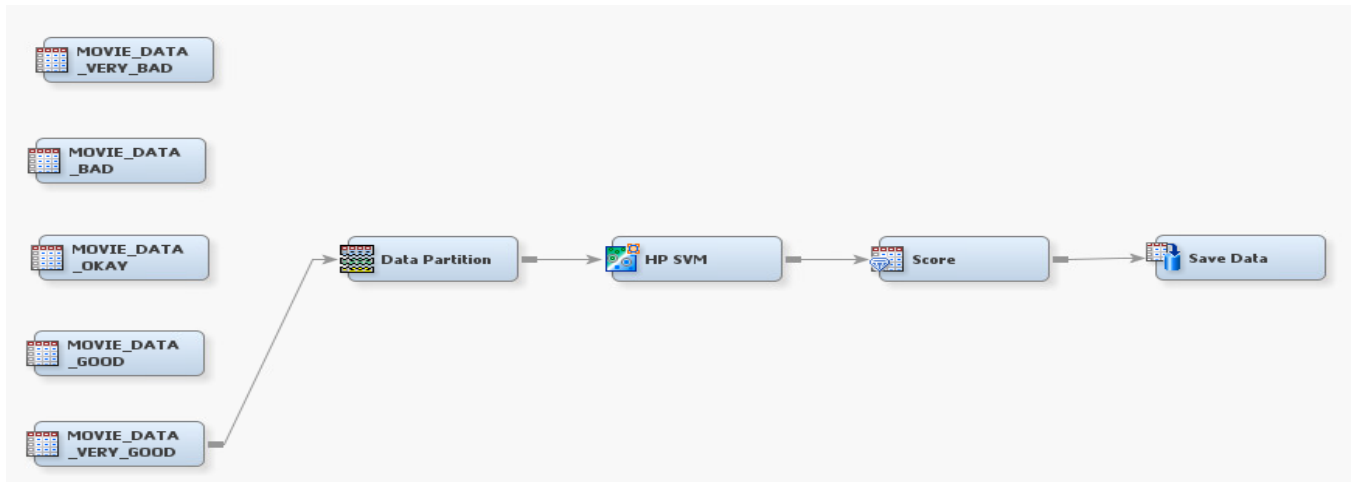 MOVIE_DATA
_VERY_BAD
MOVIE_DATA
_BAD
MOVIE_DATA
_OKAY
Data Partition
HP SVM
Score
Save Data
MOVIE_DATA
_GOOD
MOVIE_DATA
_VERY_GOOD